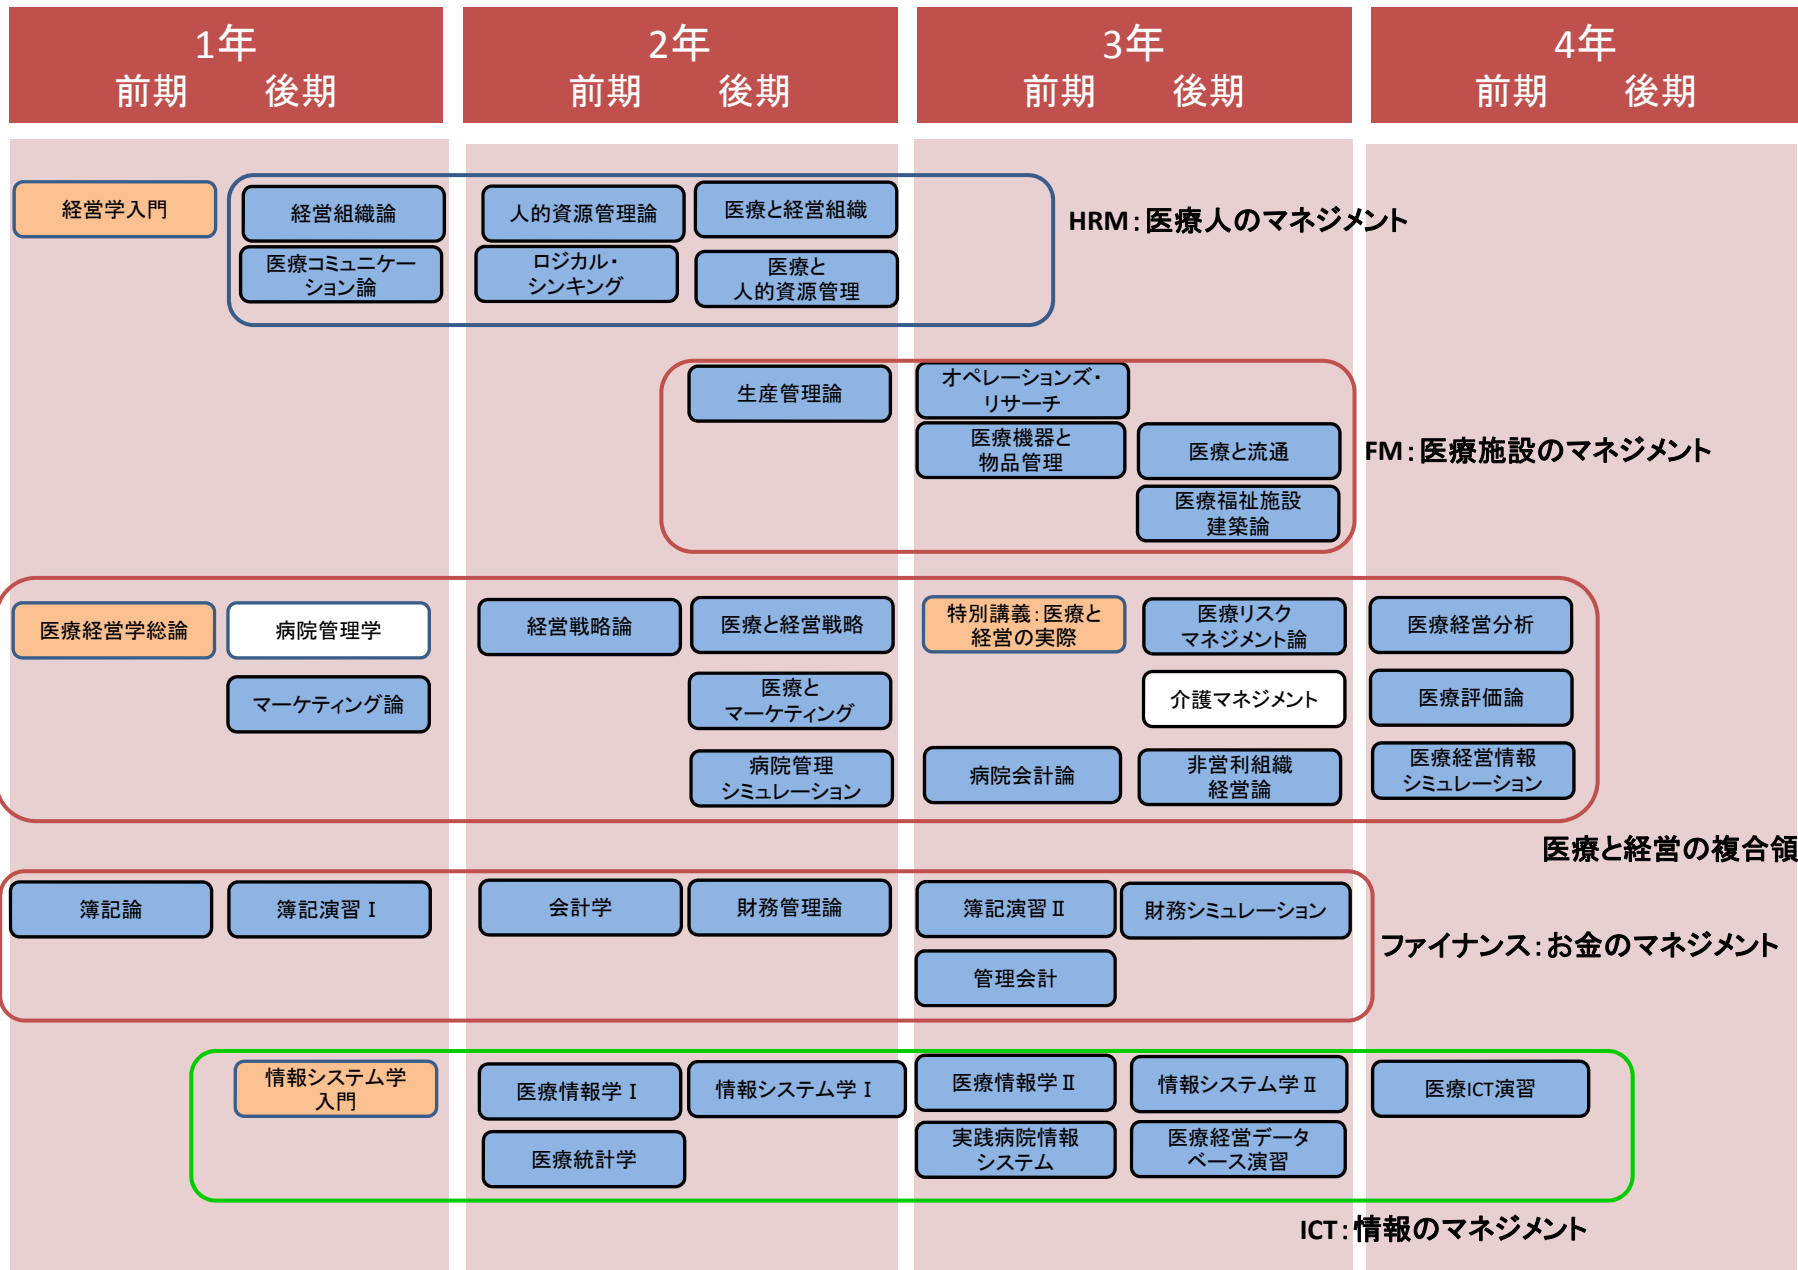 1年
前期 後期
2年
前期 後期
3年
前期 後期
4年
前期 後期
経営学入門
経営組織論
人的資源管理論
医療と経営組織
HRM：医療人のマネジメント
医療コミュニケー
ション論
ロジカル・
シンキング
医療と
人的資源管理
生産管理論
オペレーションズ・
リサーチ
医療機器と
物品管理
医療と流通
FM：医療施設のマネジメント
医療福祉施設
建築論
医療経営学総論
病院管理学
経営戦略論
医療と経営戦略
特別講義：医療と
経営の実際
医療リスク
マネジメント論
医療経営分析
マーケティング論
医療と
マーケティング
介護マネジメント
医療評価論
病院管理
シミュレーション
病院会計論
非営利組織
経営論
医療経営情報
シミュレーション
医療と経営の複合領
簿記論
簿記演習Ⅰ
会計学
財務管理論
簿記演習Ⅱ
財務シミュレーション
ファイナンス：お金のマネジメント
管理会計
情報システム学
入門
医療情報学Ⅰ
情報システム学Ⅰ
医療情報学Ⅱ
情報システム学Ⅱ
医療ICT演習
医療統計学
実践病院情報
システム
医療経営データ
ベース演習
ICT：情報のマネジメント